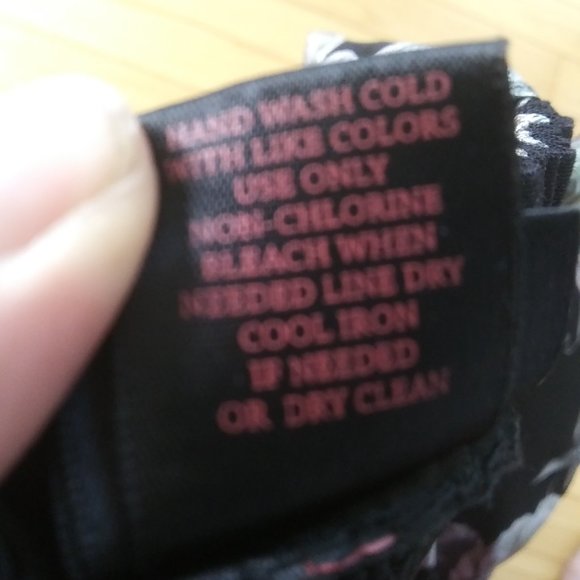 HAND WASH COLD
WITH LIKE COLORS
USE ONLY
NON-CHLORINE
BLEACH WHEN
NEEDED LINE DRY
COOL IRON
IF NEEDED
OR DRY CLEAN